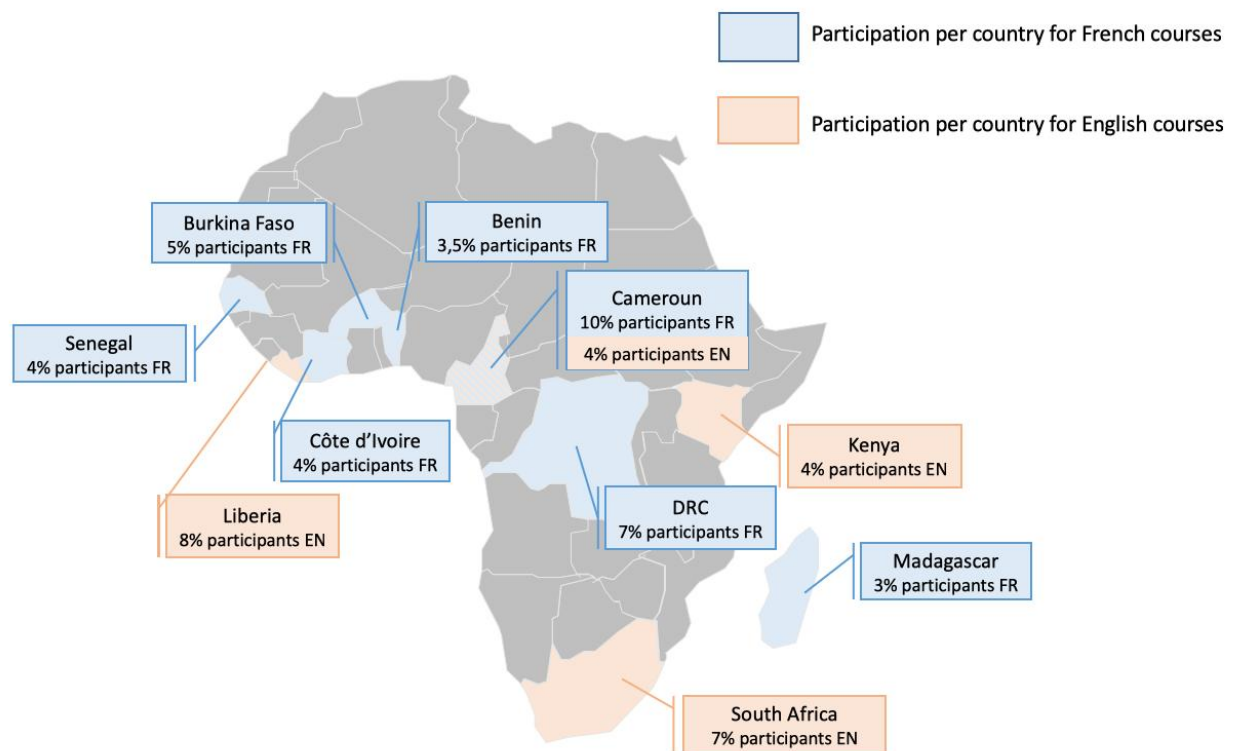 Participation per country for French courses
Participation per country for English courses
Burkina Faso
5% participants FR
Benin
3,5% participants FR
Cameroun
10% participants FR
4% participants EN
Senegal
4% participants FR
Côte d’Ivoire
4% participants FR
Kenya
4% participants EN
Liberia
8% participants EN
DRC
7% participants FR
Madagascar
3% participants FR
South Africa
7% participants EN